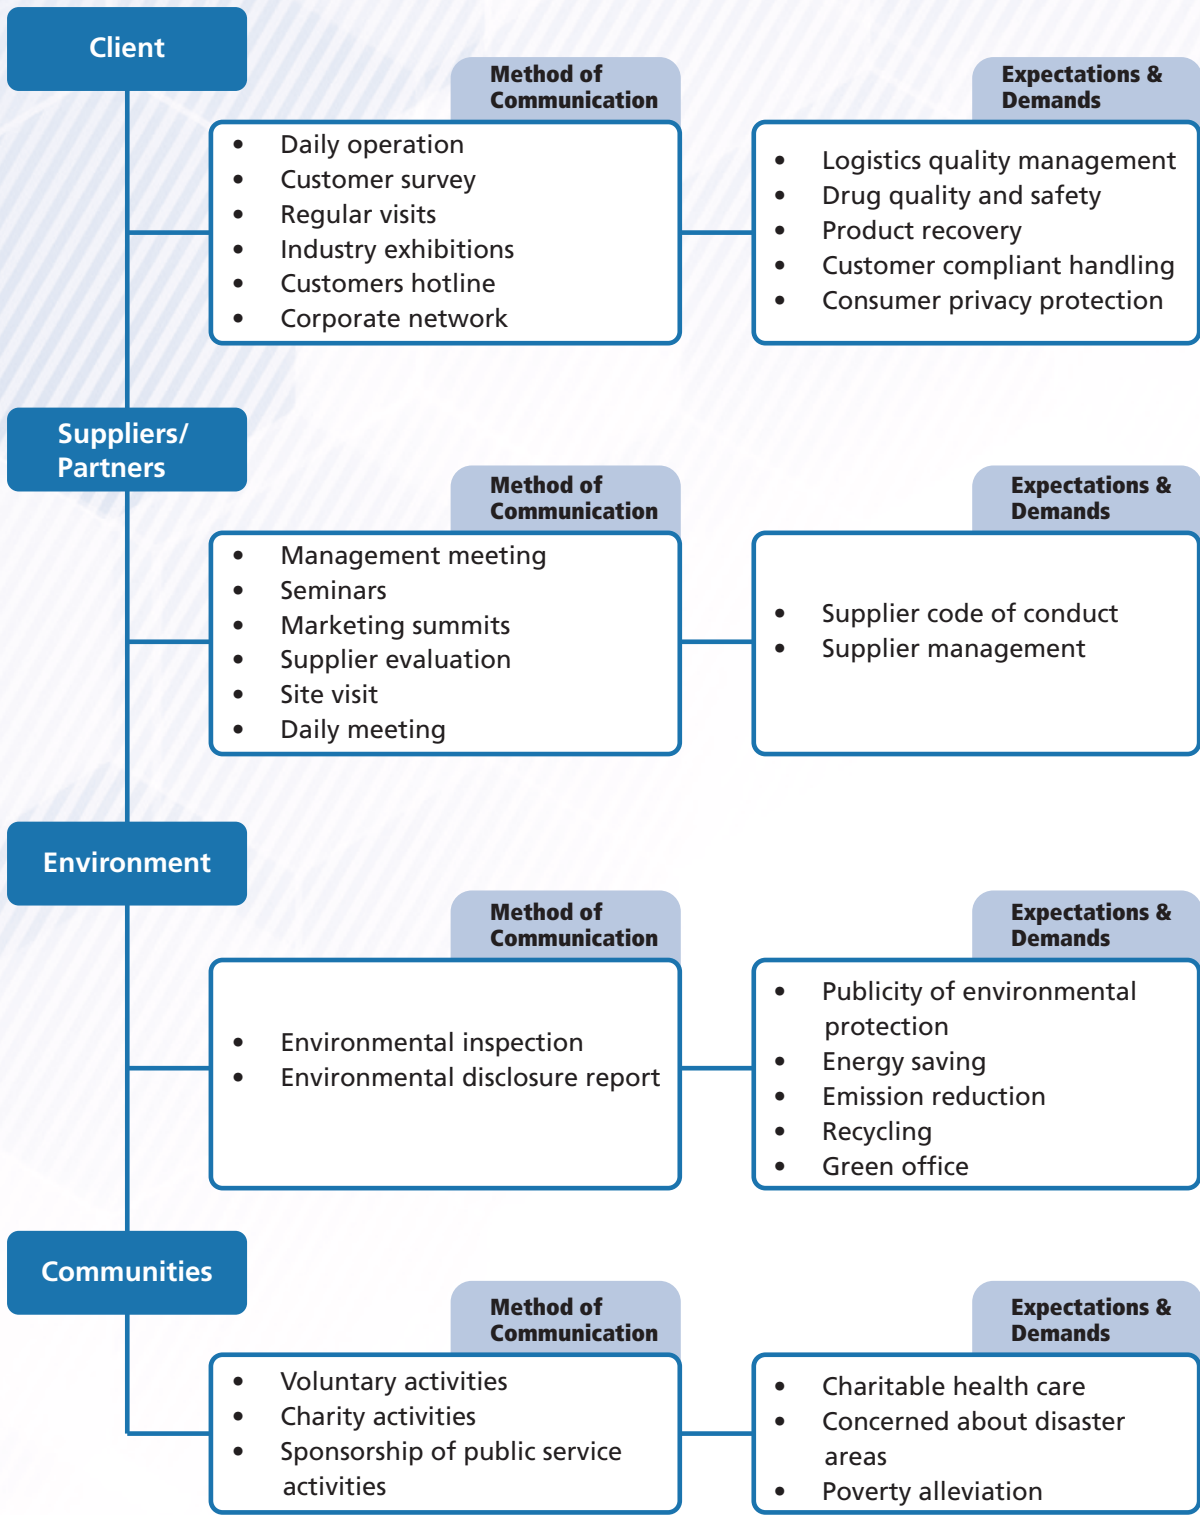 Client
Method of
Communication
Expectations &
Demands
• Daily operation
• Customer survey
• Regular visits
• Industry exhibitions
• Customers hotline
• Corporate network
• Logistics quality management
• Drug quality and safety
• Product recovery
• Customer compliant handling
• Consumer privacy protection
Suppliers/
Partners
Method of
Communication
Expectations &
Demands
• Management meeting
• Seminars
• Marketing summits
• Supplier evaluation
• Site visit
• Daily meeting
• Supplier code of conduct
• Supplier management
Environment
Method of
Communication
Expectations &
Demands
• Environmental inspection
• Environmental disclosure report
• Publicity of environmental
protection
• Energy saving
• Emission reduction
• Recycling
• Green office
Communities
Method of
Communication
Expectations &
Demands
• Voluntary activities
• Charity activities
• Sponsorship of public service
activities
• Charitable health care
• Concerned about disaster
areas
• Poverty alleviation